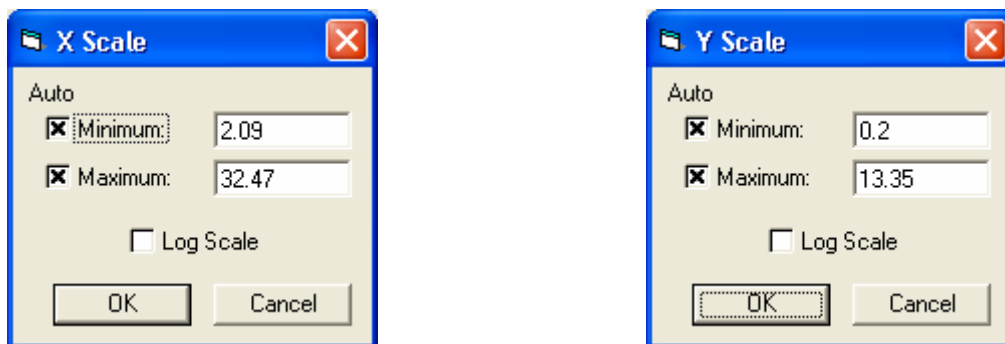 X Scale
Auto
Minimum: 2.09
Maximum: 32.47
Log Scale
OK Cancel
Y Scale
Auto
Minimum: 0.2
Maximum: 13.35
Log Scale
OK Cancel